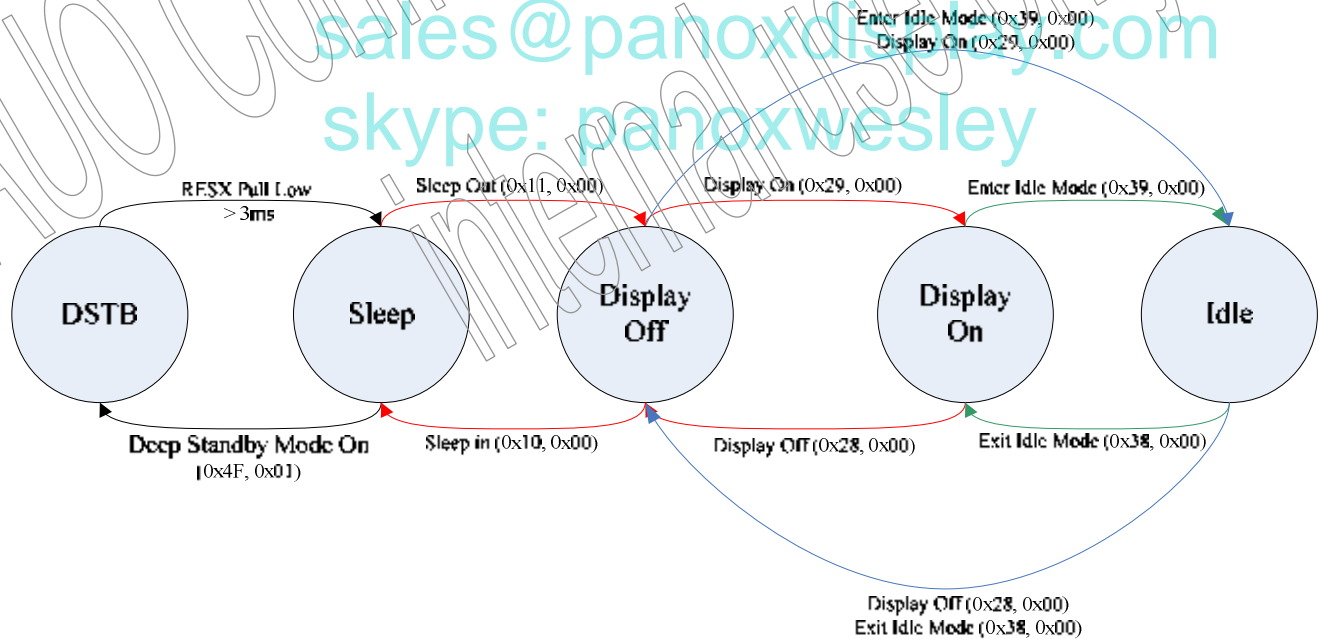 sales@panoxdisplay.com
Enter Idle Mode (0x39, 0x00)
Display On (0x29, 0x00)
skype: panoxwesley
internal use
RESX Pull Low
> 3ms
Sleep Out (0x11, 0x00)
Display On (0x29, 0x00)
Enter Idle Mode (0x39, 0x00)
DSTB
Sleep
Display
Off
Display
On
Idle
Deep Standby Mode On
(0x4F, 0x01)
Sleep in (0x10, 0x00)
Display Off (0x28, 0x00)
Exit Idle Mode (0x38, 0x00)
Display Off (0x28, 0x00)
Exit Idle Mode (0x38, 0x00)